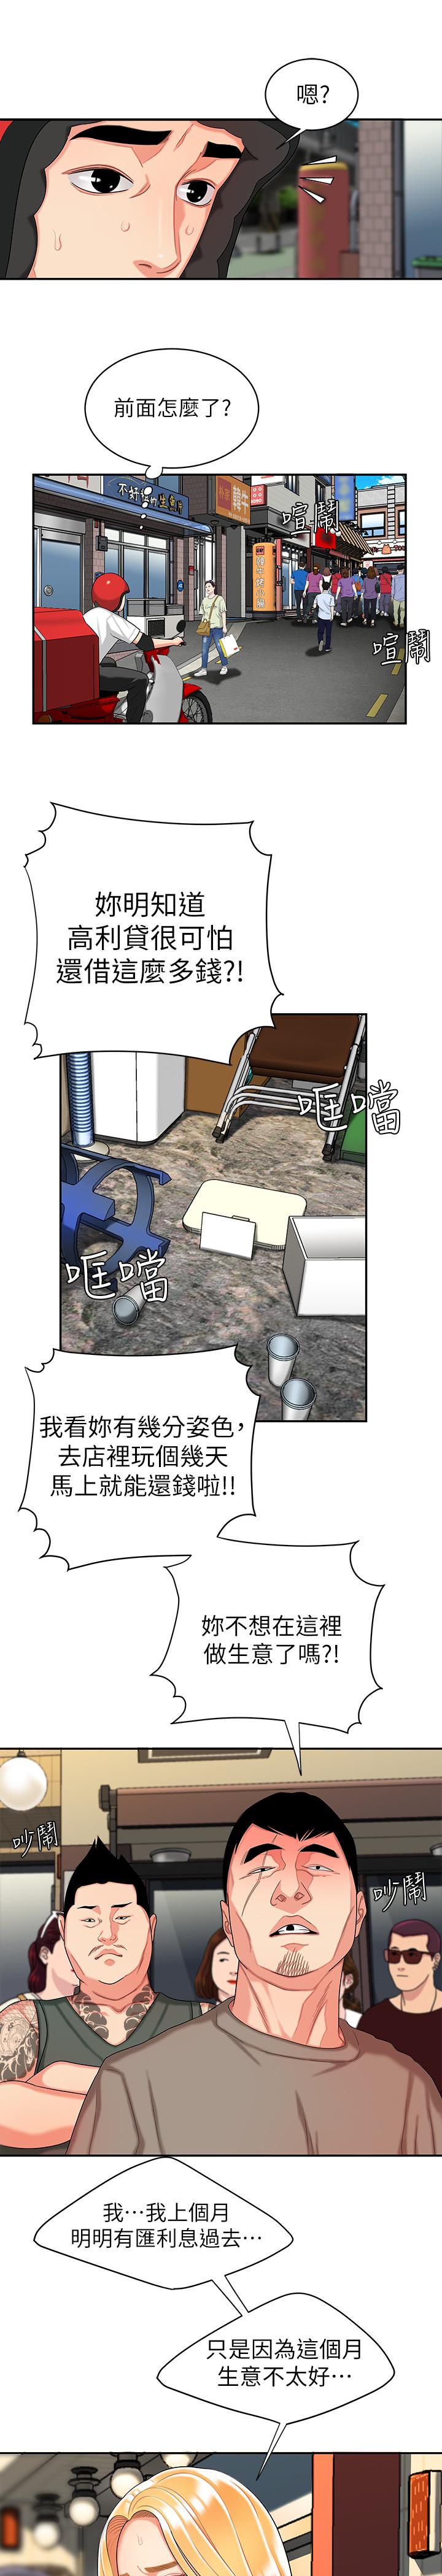 嗯?
前面怎麼了?
不好
韓牛
喧鬧
喧鬧
妳明知道
高利貸很可怕
還借這麼多錢?!
哐噹
哐噹
我看妳有幾分姿色,
去店裡玩個幾天
馬上就能還錢啦!!
妳不想在這裡
做生意了嗎?!
吵鬧
吵鬧
我⋯我上個月
明明有匯利息過去⋯
只是因為這個月
生意不太好⋯